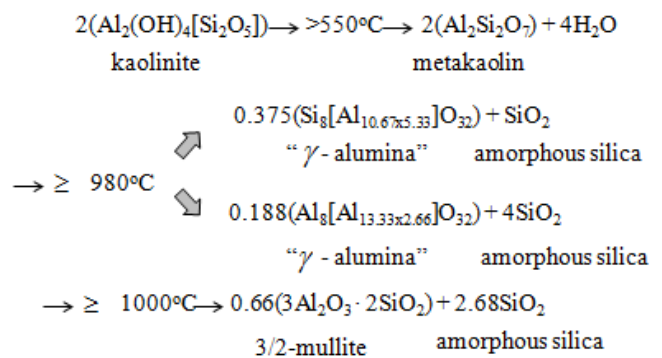 2(Al₂(OH)₄[Si₂O₅])→ >550°C→ 2(Al₂Si₂O₇) + 4H₂O
kaolinite metakaolin
0.375(Si₈[Al₁₀.₆₇ₓ₅.₃₃]O₃₂) + SiO₂
“ γ - alumina” amorphous silica
→ ≥ 980°C
0.188(Al₈[Al₁₃.₃₃ₓ₂.₆₆]O₃₂) + 4SiO₂
“γ - alumina” amorphous silica
→ ≥ 1000°C → 0.66(3Al₂O₃ · 2SiO₂) + 2.68SiO₂
3/2-mullite amorphous silica